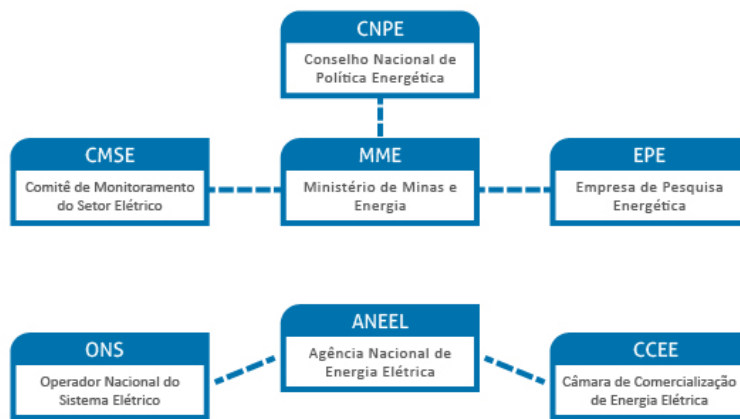 CNPE
Conselho Nacional de
Política Energética
CMSE
Comitê de Monitoramento
do Setor Elétrico
MME
Ministério de Minas e
Energia
EPE
Empresa de Pesquisa
Energética
ONS
Operador Nacional do
Sistema Elétrico
ANEEL
Agência Nacional de
Energia Elétrica
CCEE
Câmara de Comercialização
de Energia Elétrica